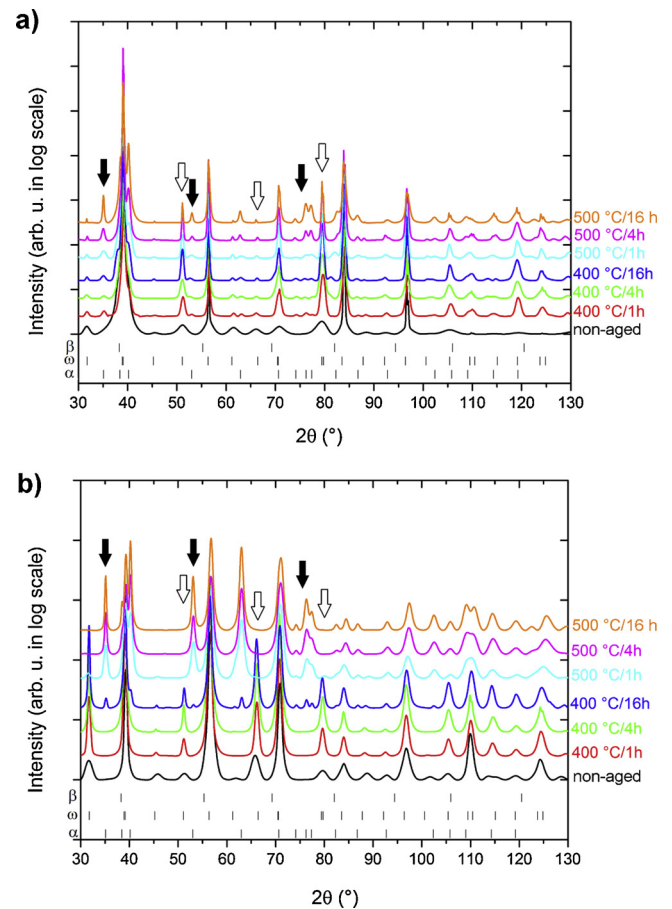 a)
Intensity (arb. u. in log scale)
500 °C/16 h
500 °C/4h
500 °C/1h
400 °C/16h
400 °C/4h
400 °C/1h
non-aged
β
ω
α
30 40 50 60 70 80 90 100 110 120 130
2θ (°)
b)
Intensity (arb. u. in log scale)
500 °C/16 h
500 °C/4h
500 °C/1h
400 °C/16h
400 °C/4h
400 °C/1h
non-aged
β
ω
α
30 40 50 60 70 80 90 100 110 120 130
2θ (°)